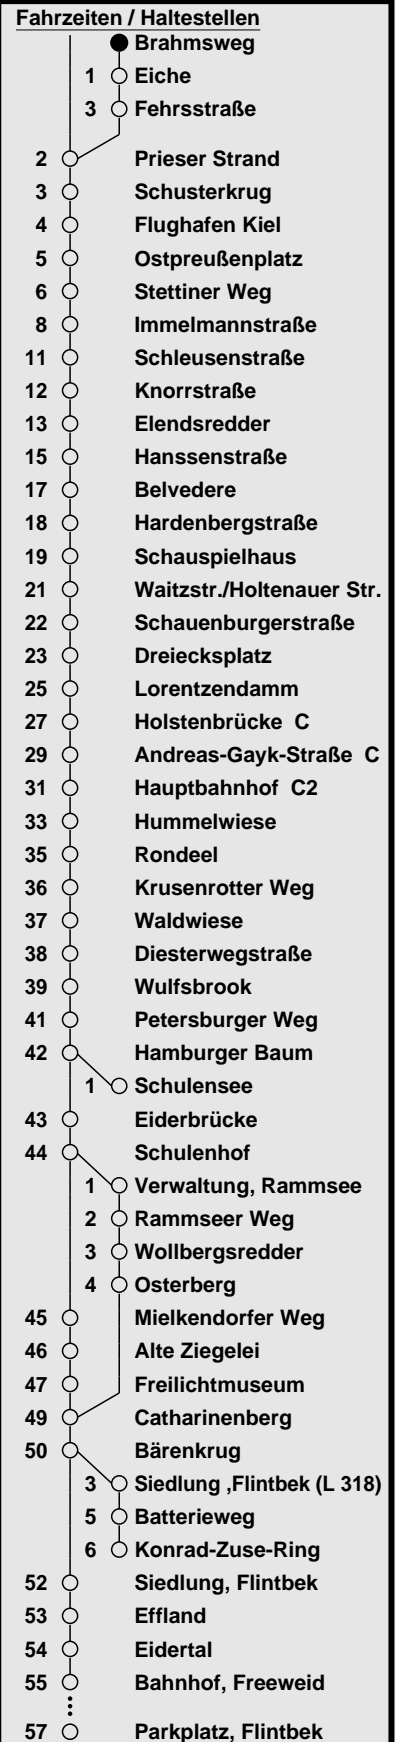 Fahrzeiten / Haltestellen
Brahmsweg
1 Eiche
3 Fehrsstraße
2 Prieser Strand
3 Schusterkrug
4 Flughafen Kiel
5 Ostpreußenplatz
6 Stettiner Weg
8 Immelmannstraße
11 Schleusenstraße
12 Knorrstraße
13 Elendsredder
15 Hanssenstraße
17 Belvedere
18 Hardenbergstraße
19 Schauspielhaus
21 Waitzstr./Holtenauer Str.
22 Schauenburgerstraße
23 Dreiecksplatz
25 Lorentzendamm
27 Holstenbrücke C
29 Andreas-Gayk-Straße C
31 Hauptbahnhof C2
33 Hummelwiese
35 Rondeel
36 Krusenrotter Weg
37 Waldwiese
38 Diesterwegstraße
39 Wulfsbrook
41 Petersburger Weg
42 Hamburger Baum
1 Schulensee
43 Eiderbrücke
44 Schulenhof
1 Verwaltung, Rammsee
2 Rammseer Weg
3 Wollbergsredder
4 Osterberg
45 Mielkendorfer Weg
46 Alte Ziegelei
47 Freilichtmuseum
49 Catharinenberg
50 Bärenkrug
3 Siedlung ,Flintbek (L 318)
5 Batterieweg
6 Konrad-Zuse-Ring
52 Siedlung, Flintbek
53 Effland
54 Eidertal
55 Bahnhof, Freeweid
57 Parkplatz, Flintbek